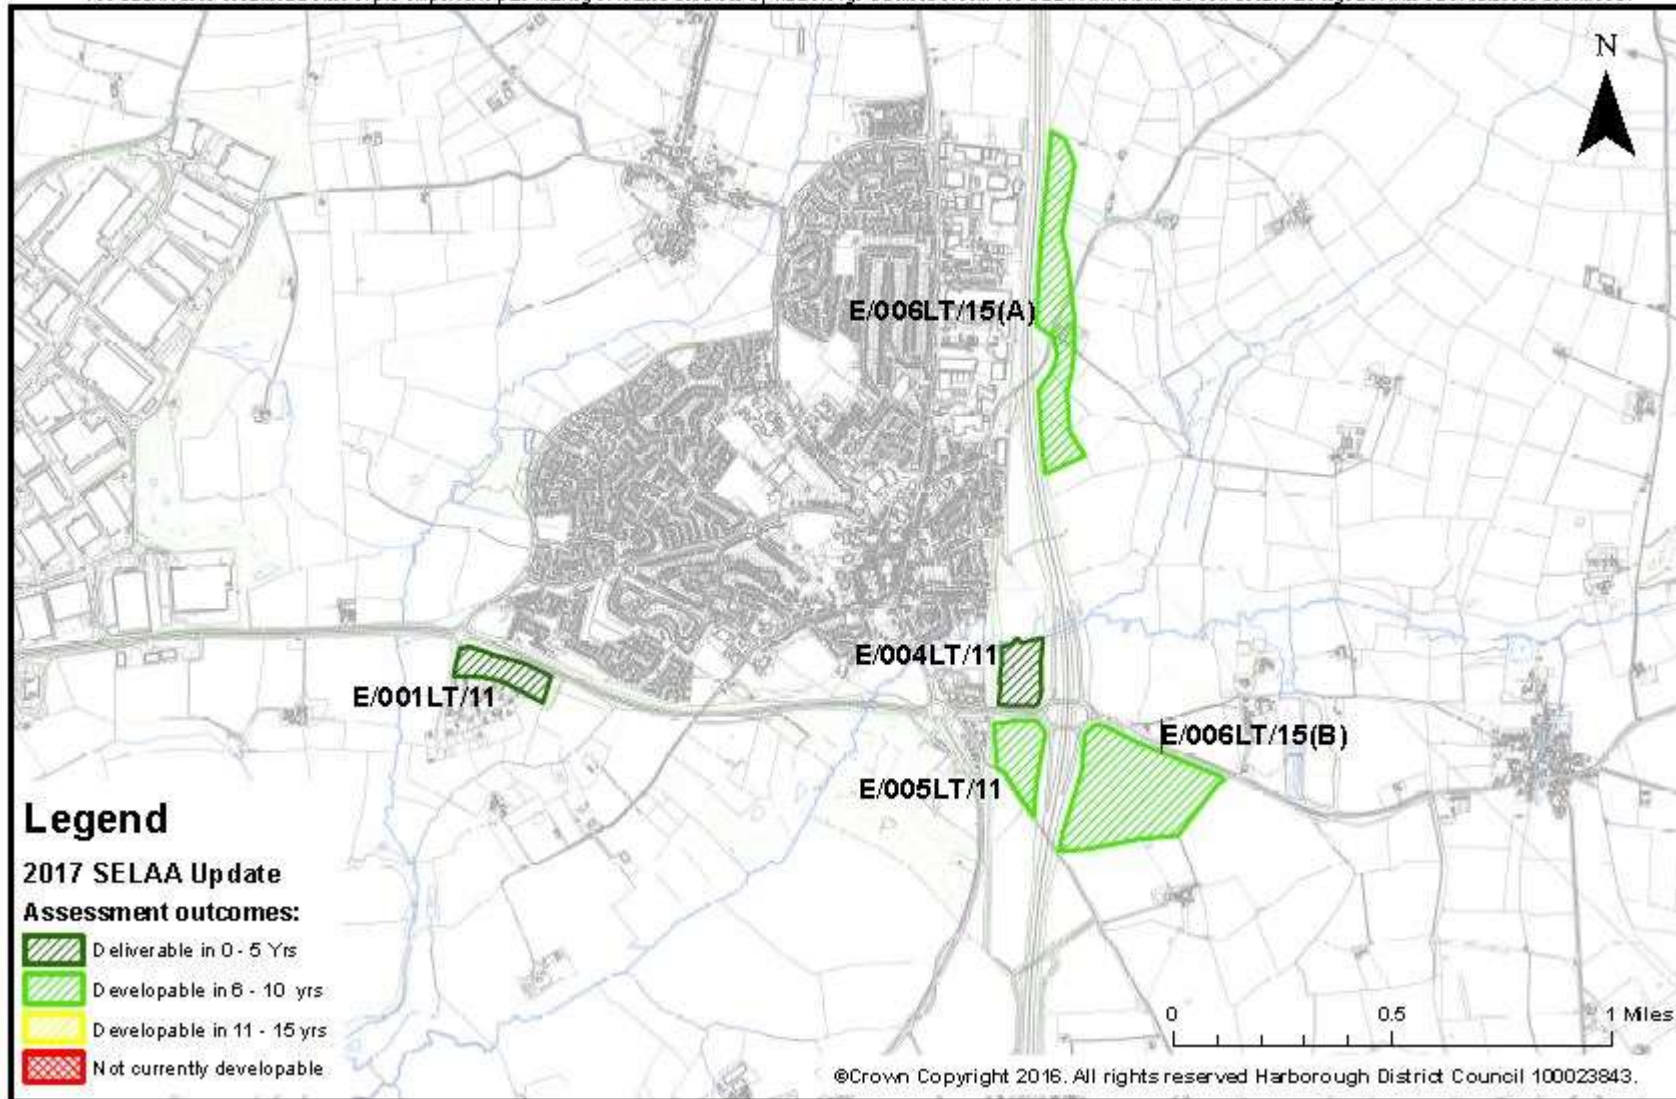 N
E/006LT/15(A)
E/004LT/11
E/001LT/11
E/006LT/15(B)
E/005LT/11
Legend
2017 SELAA Update
Assessment outcomes:
Deliverable in 0 - 5 Yrs
Developable in 6 - 10 yrs
Developable in 11 - 15 yrs
Not currently developable
0 0.5 1 Miles
©Crown Copyright 2016. All rights reserved Harborough District Council 100023843.